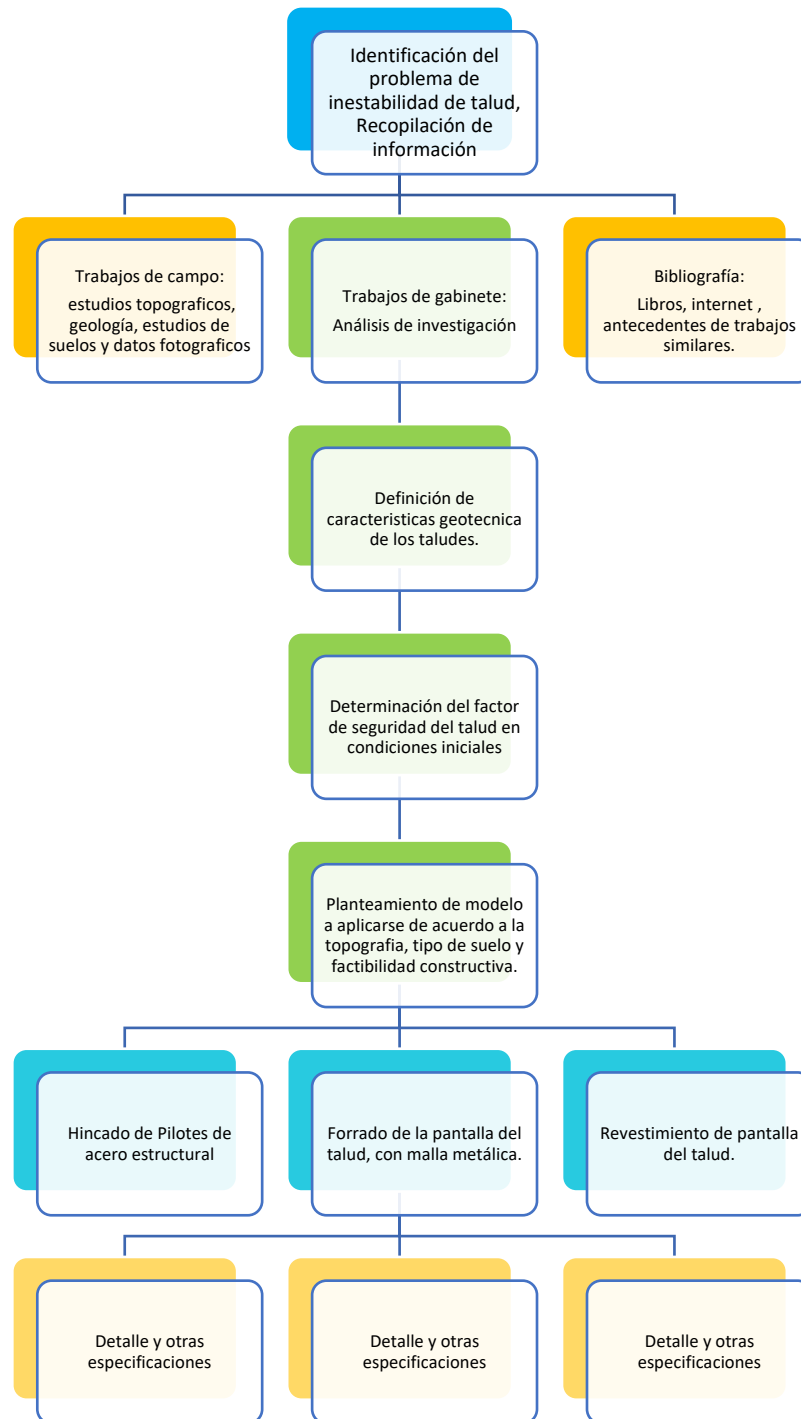 Identificación del
problema de
inestabilidad de talud,
Recopilación de
información
Trabajos de campo:
estudios topograficos,
geología, estudios de
suelos y datos fotograficos
Trabajos de gabinete:
Análisis de investigación
Bibliografía:
Libros, internet ,
antecedentes de trabajos
similares.
Definición de
caracteristicas geotecnica
de los taludes.
Determinación del factor
de seguridad del talud en
condiciones iniciales
Planteamiento de modelo
a aplicarse de acuerdo a la
topografia, tipo de suelo y
factibilidad constructiva.
Hincado de Pilotes de
acero estructural
Forrado de la pantalla del
talud, con malla metálica.
Revestimiento de pantalla
del talud.
Detalle y otras
especificaciones
Detalle y otras
especificaciones
Detalle y otras
especificaciones